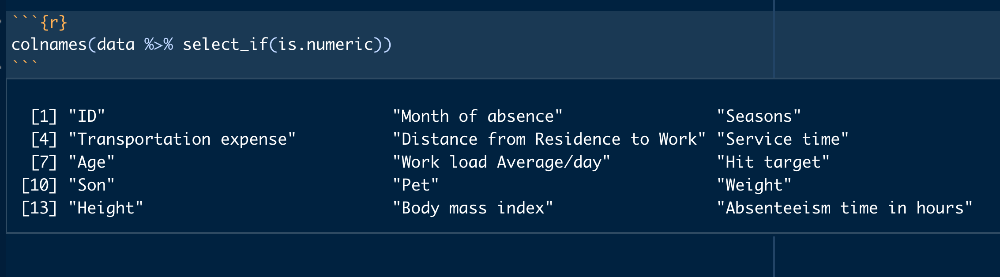 ```{r}
colnames(data %>% select_if(is.numeric))
```
[1] "ID" "Month of absence" "Seasons"
[4] "Transportation expense" "Distance from Residence to Work" "Service time"
[7] "Age" "Work load Average/day" "Hit target"
[10] "Son" "Pet" "Weight"
[13] "Height" "Body mass index" "Absenteeism time in hours"